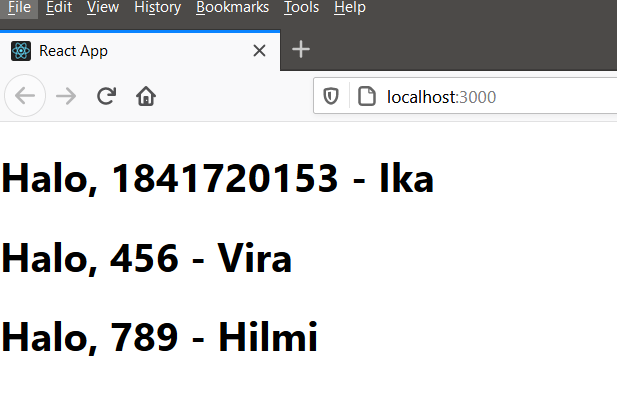 File Edit View History Bookmarks Tools Help
React App
localhost:3000
Halo, 1841720153 - Ika
Halo, 456 - Vira
Halo, 789 - Hilmi